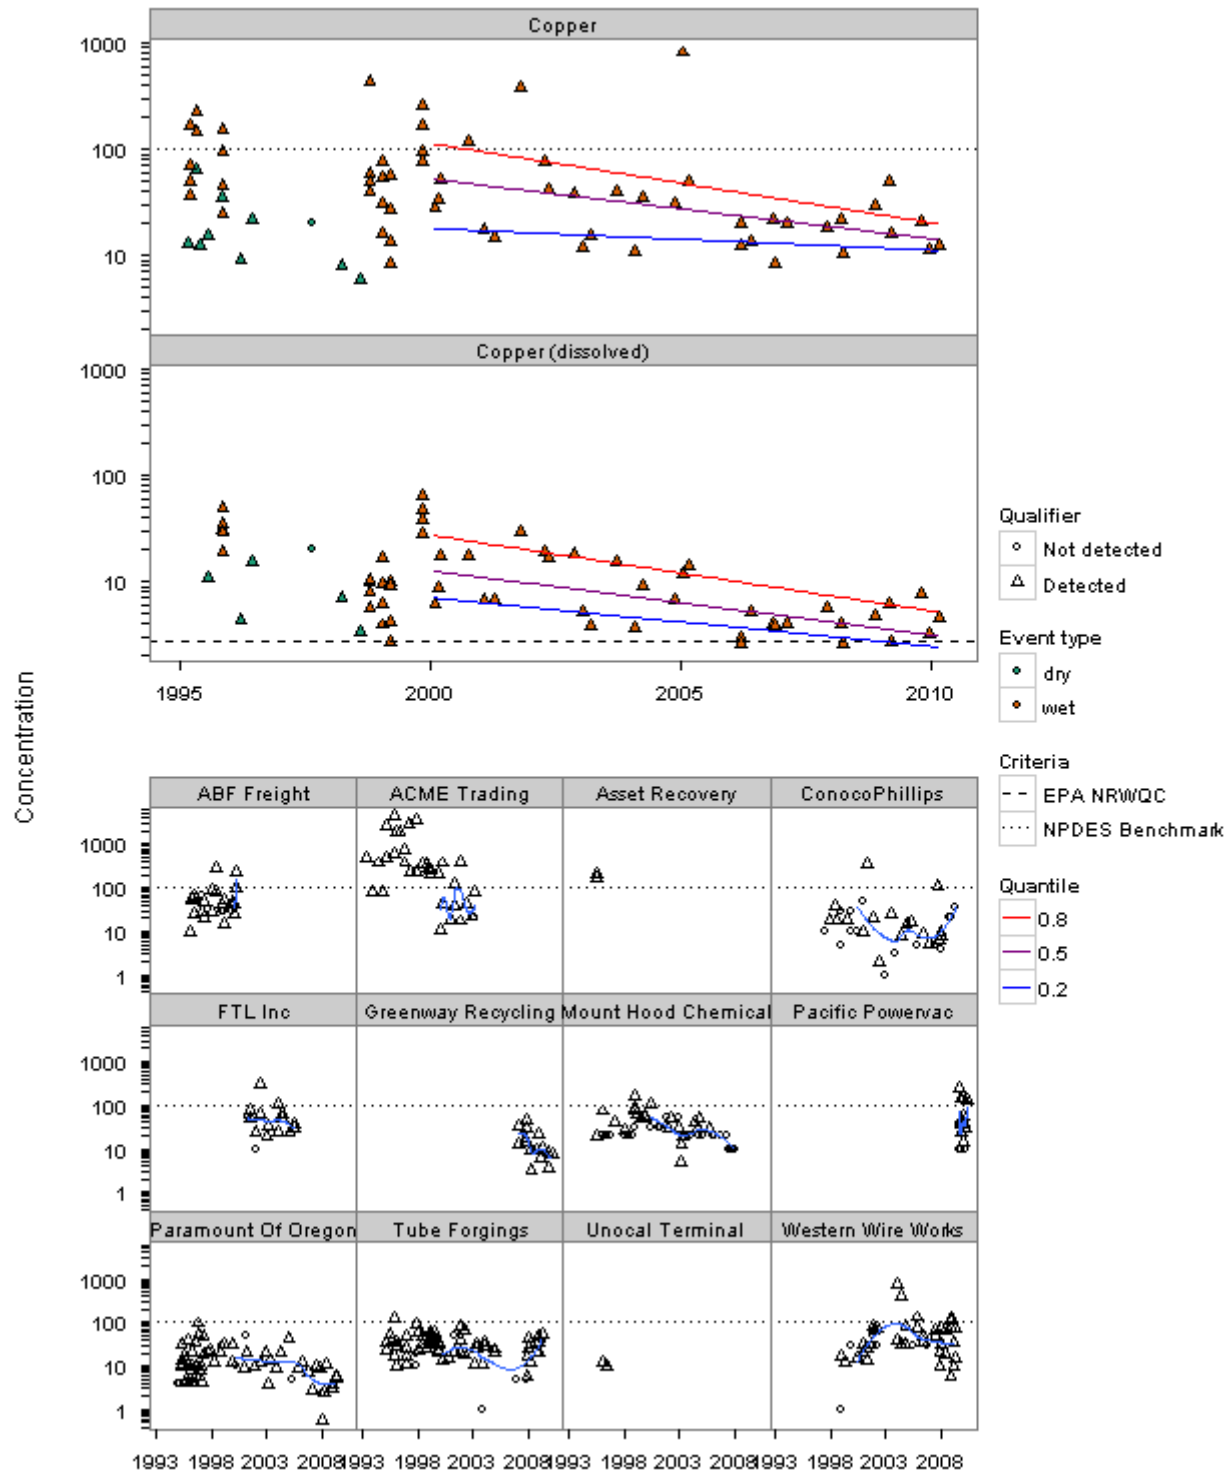 Copper
1000
100
10
Copper (dissolved)
1000
100
10
1995 2000 2005 2010
Concentration
Qualifier
Not detected
Detected
Event type
dry
wet
Criteria
EPA NRWQC
NPDES Benchmark
Quantile
0.8
0.5
0.2
ABF Freight ACME Trading Asset Recovery ConocoPhillips
1000
100
10
1
FTL Inc Greenway Recycling Mount Hood Chemical Pacific Powervac
1000
100
10
1
Paramount Of Oregon Tube Forgings Unocal Terminal Western Wire Works
1000
100
10
1
1993 1998 2003 2008 1993 1998 2003 2008 1993 1998 2003 2008 1993 1998 2003 2008